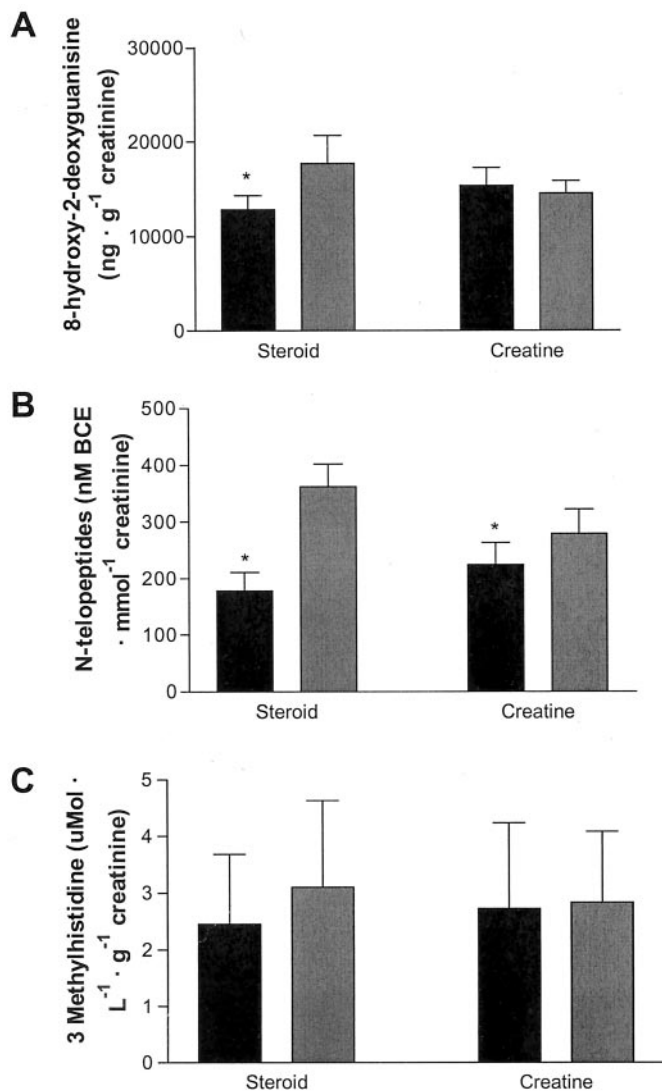 A
8-hydroxy-2-deoxyguanisine
(ng · g⁻¹ creatinine)
30000
20000
10000
0
*
Steroid
Creatine
B
N-telopeptides (nM BCE
· mmol⁻¹ creatinine)
500
400
300
200
100
0
*
*
Steroid
Creatine
C
3 Methylhistidine (uMol ·
L⁻¹ · g⁻¹ creatinine)
5
4
3
2
1
0
Steroid
Creatine